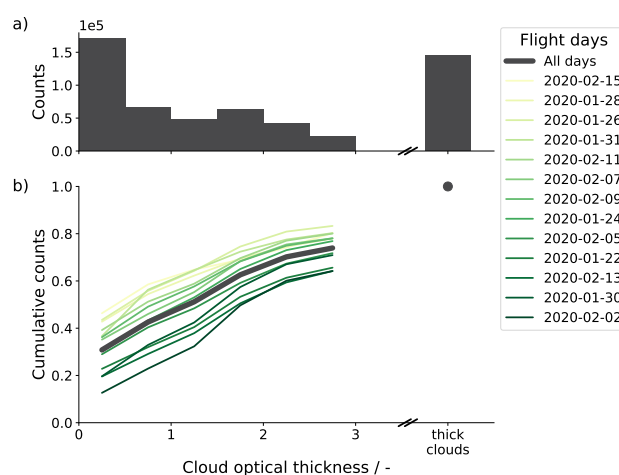 a)
1e5
Counts
1.5
1.0
0.5
0.0
b)
Cumulative counts
1.0
0.8
0.6
0.4
0.2
0.0
0
1
2
3
thick
clouds
Cloud optical thickness / -
Flight days
All days
2020-02-15
2020-01-28
2020-01-26
2020-01-31
2020-02-11
2020-02-07
2020-02-09
2020-01-24
2020-02-05
2020-01-22
2020-02-13
2020-01-30
2020-02-02